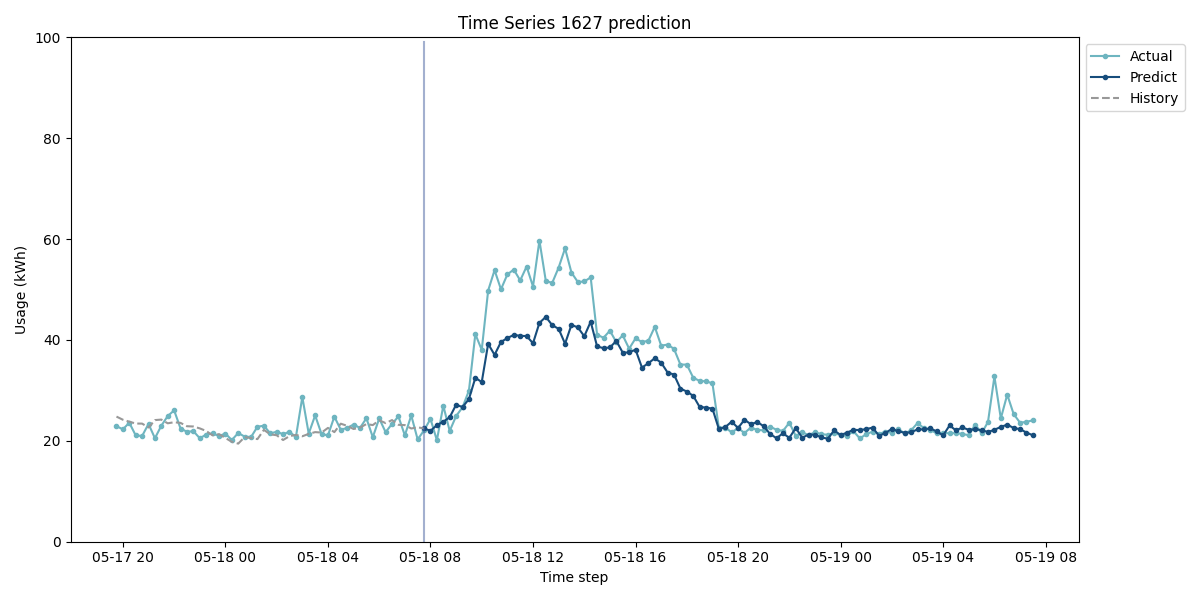 Time Series 1627 prediction
100
80
60
40
20
0
Usage (kWh)
05-17 20
05-18 00
05-18 04
05-18 08
05-18 12
05-18 16
05-18 20
05-19 00
05-19 04
05-19 08
Time step
Actual
Predict
History